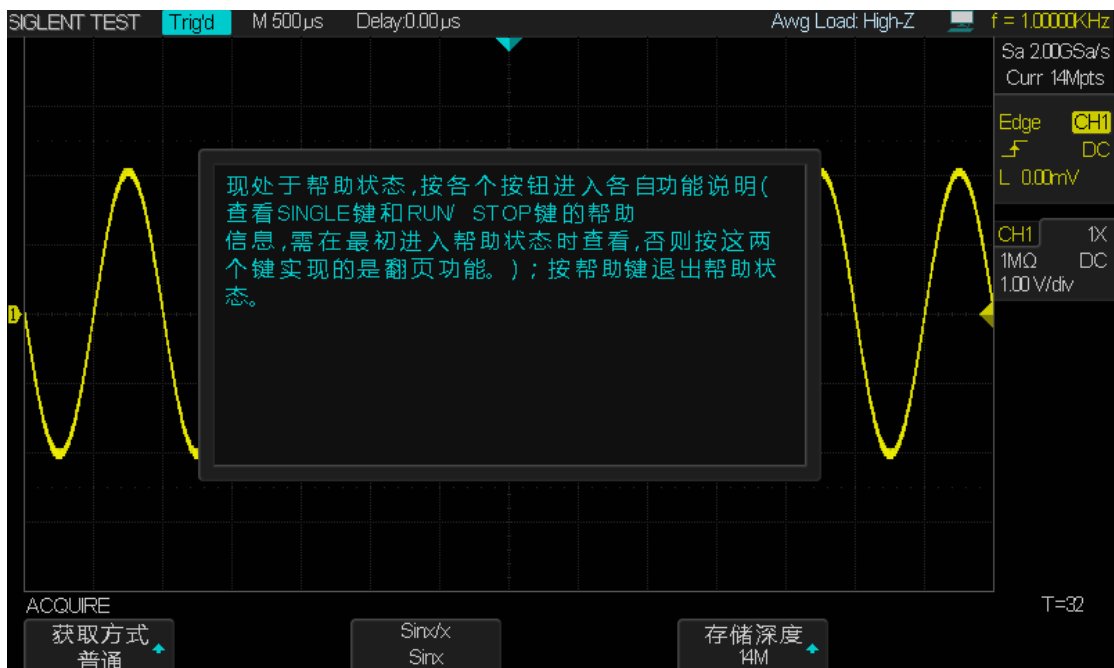 SIGLENT TEST Trig'd M 500µs Delay:0.00µs Awg Load: High-Z f = 1.00000KHz
Sa 2.00GSa/s
Curr 14Mpts
Edge CH1
DC
L 0.00mV
CH1 1X
1MΩ DC
1.00 V/div
现处于帮助状态,按各个按钮进入各自功能说明(
查看SINGLE键和RUN/ STOP键的帮助
信息,需在最初进入帮助状态时查看,否则按这两
个键实现的是翻页功能。);按帮助键退出帮助状
态。
1
ACQUIRE T=32
获取方式
普通
Sinx/x
Sinx
存储深度
14M